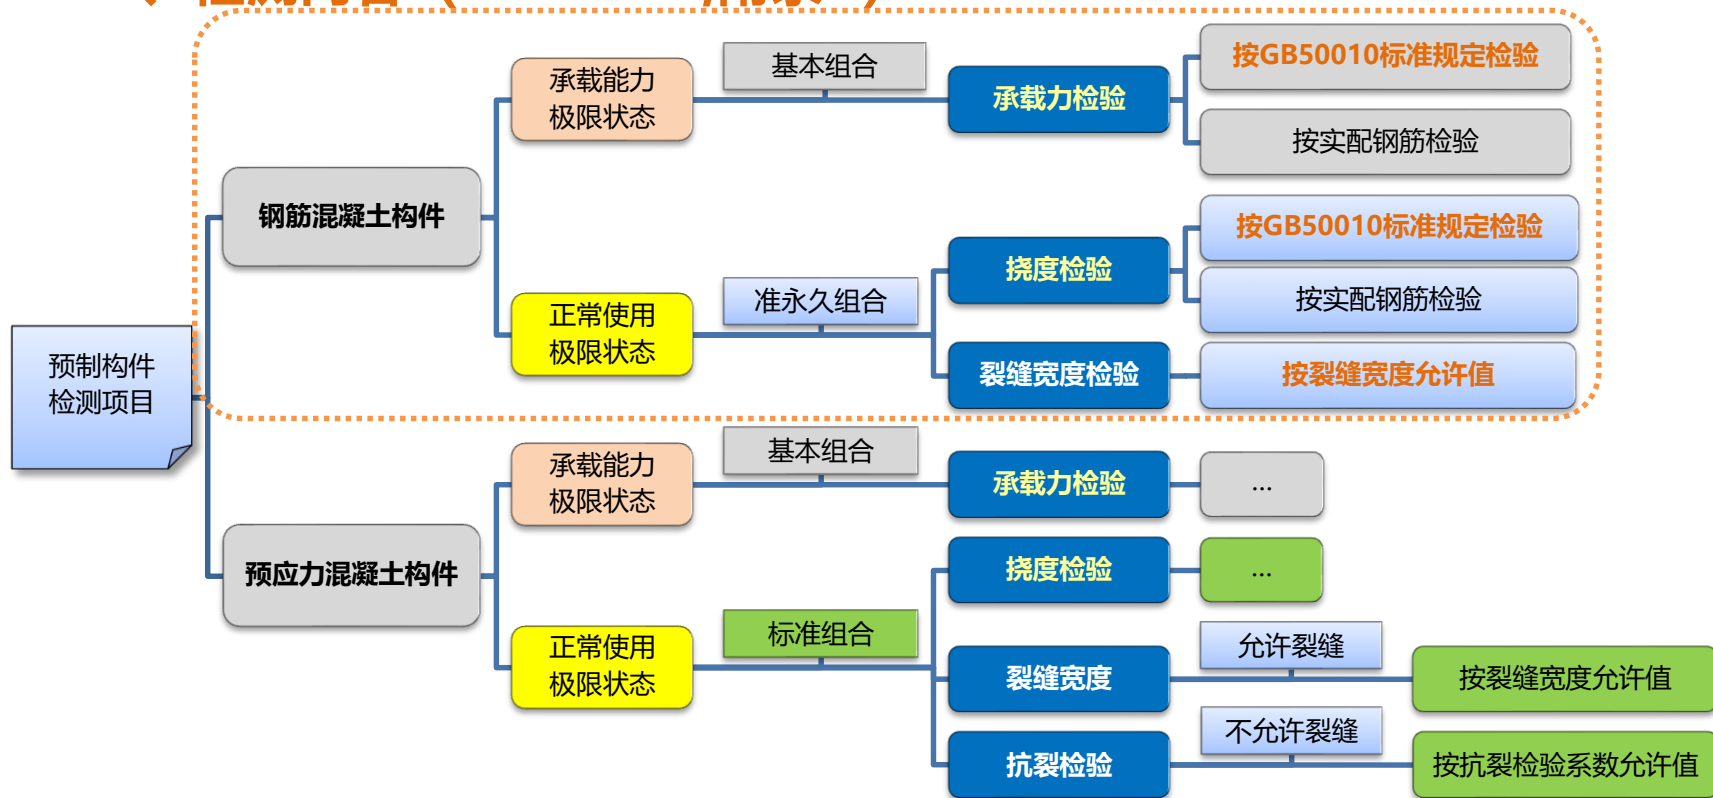 预制构件
检测项目
钢筋混凝土构件
承载能力
极限状态
基本组合
承载力检验
按GB50010标准规定检验
按实配钢筋检验
正常使用
极限状态
准永久组合
挠度检验
按GB50010标准规定检验
按实配钢筋检验
裂缝宽度检验
按裂缝宽度允许值
预应力混凝土构件
承载能力
极限状态
基本组合
承载力检验
...
正常使用
极限状态
标准组合
挠度检验
...
裂缝宽度
允许裂缝
按裂缝宽度允许值
抗裂检验
不允许裂缝
按抗裂检验系数允许值